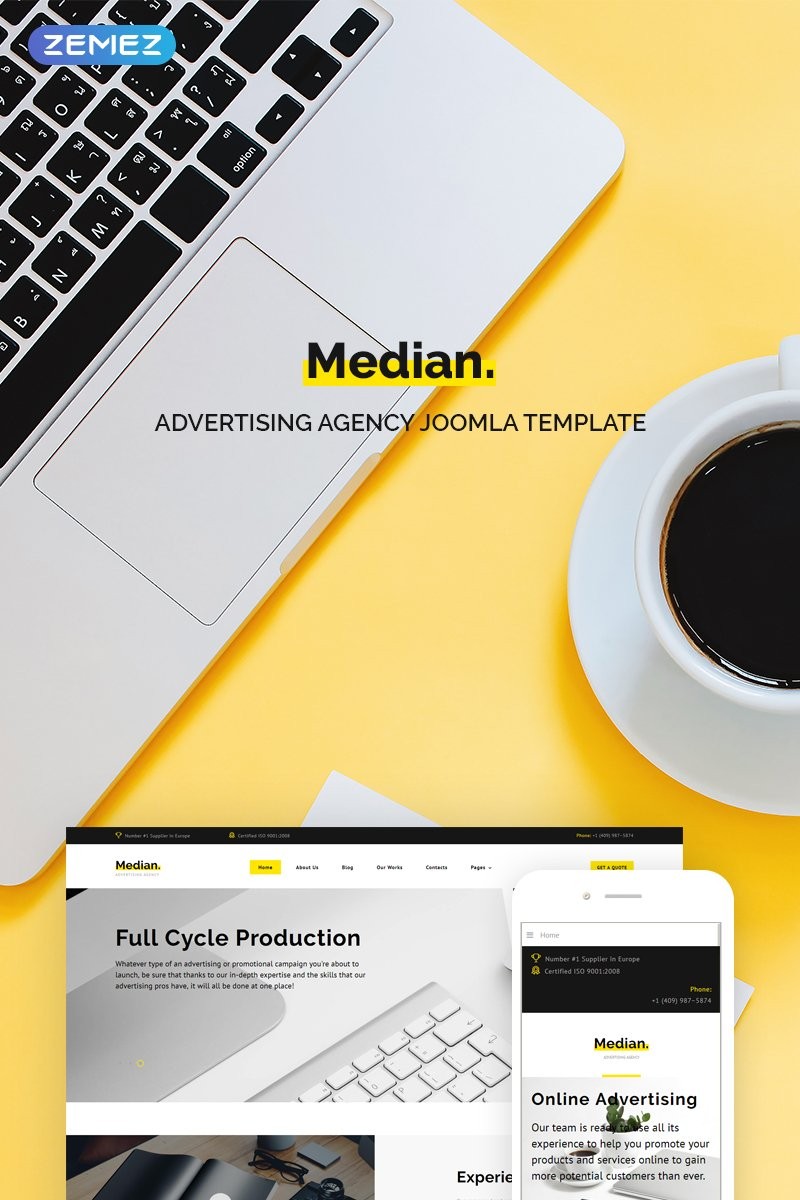 ZEMEZ
all
option
L
K
J
M
N
B
O
Median.
ADVERTISING AGENCY JOOMLA TEMPLATE
Number #1 Supplier In Europe
Certified ISO 9001:2008
Phone: +1 (409) 987–5874
Median.
ADVERTISING AGENCY
Home
About Us
Blog
Our Works
Contacts
Pages
GET A QUOTE
Full Cycle Production
Whatever type of an advertising or promotional campaign you're about to
launch, be sure that thanks to our in-depth expertise and the skills that our
advertising pros have, it will all be done at one place!
Experie
Home
Number #1 Supplier In Europe
Certified ISO 9001:2008
Phone:
+1 (409) 987–5874
Median.
ADVERTISING AGENCY
Online Advertising
Our team is ready to use all its
experience to help you promote your
products and services online to gain
more potential customers than ever.